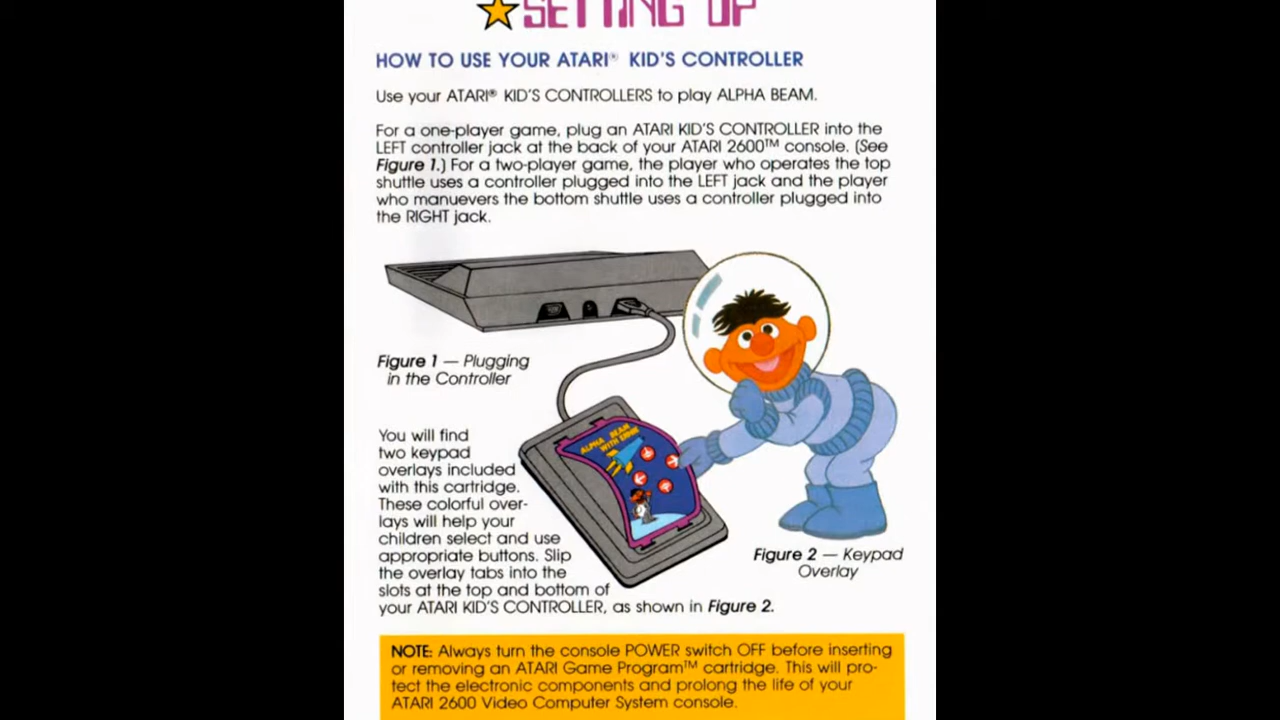 SETTING UP
HOW TO USE YOUR ATARI® KID'S CONTROLLER
Use your ATARI® KID'S CONTROLLERS to play ALPHA BEAM.
For a one-player game, plug an ATARI KID'S CONTROLLER into the
LEFT controller jack at the back of your ATARI 2600™ console. (See
Figure 1.) For a two-player game, the player who operates the top
shuttle uses a controller plugged into the LEFT jack and the player
who manuevers the bottom shuttle uses a controller plugged into
the RIGHT jack.
Figure 1 — Plugging
in the Controller
ALPHA BEAM
WITH ERNIE
You will find
two keypad
overlays included
with this cartridge.
These colorful over-
lays will help your
children select and use
appropriate buttons. Slip
the overlay tabs into the
slots at the top and bottom of
your ATARI KID'S CONTROLLER, as shown in Figure 2.
Figure 2 — Keypad
Overlay
NOTE: Always turn the console POWER switch OFF before inserting
or removing an ATARI Game Program™ cartridge. This will pro-
tect the electronic components and prolong the life of your
ATARI 2600 Video Computer System console.